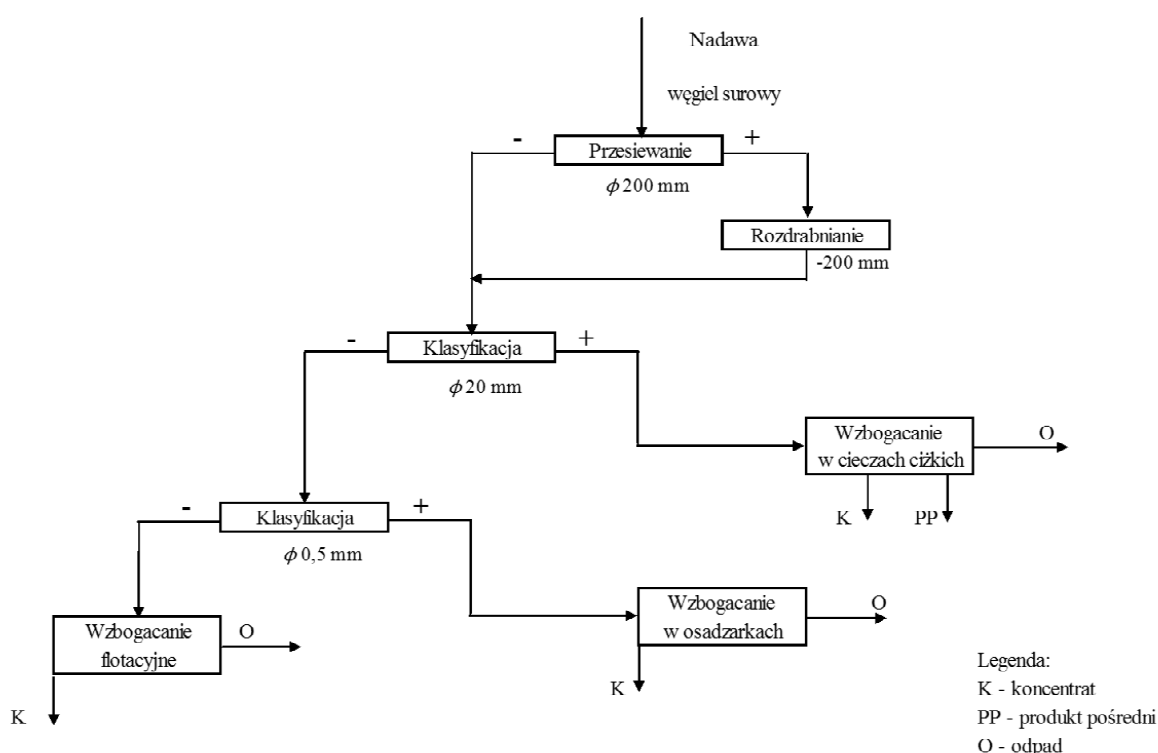 Nadawa
węgiel surowy
- +
Przesiewanie
ϕ 200 mm
Rozdrabnianie
-200 mm
- +
Klasyfikacja
ϕ 20 mm
Wzbogacanie
w cieczach ciżkich
O
K PP
- +
Klasyfikacja
ϕ 0,5 mm
Wzbogacanie
w osadzarkach
O
K
Wzbogacanie
flotacyjne
O
K
Legenda:
K - koncentrat
PP - produkt pośredni
O - odpad